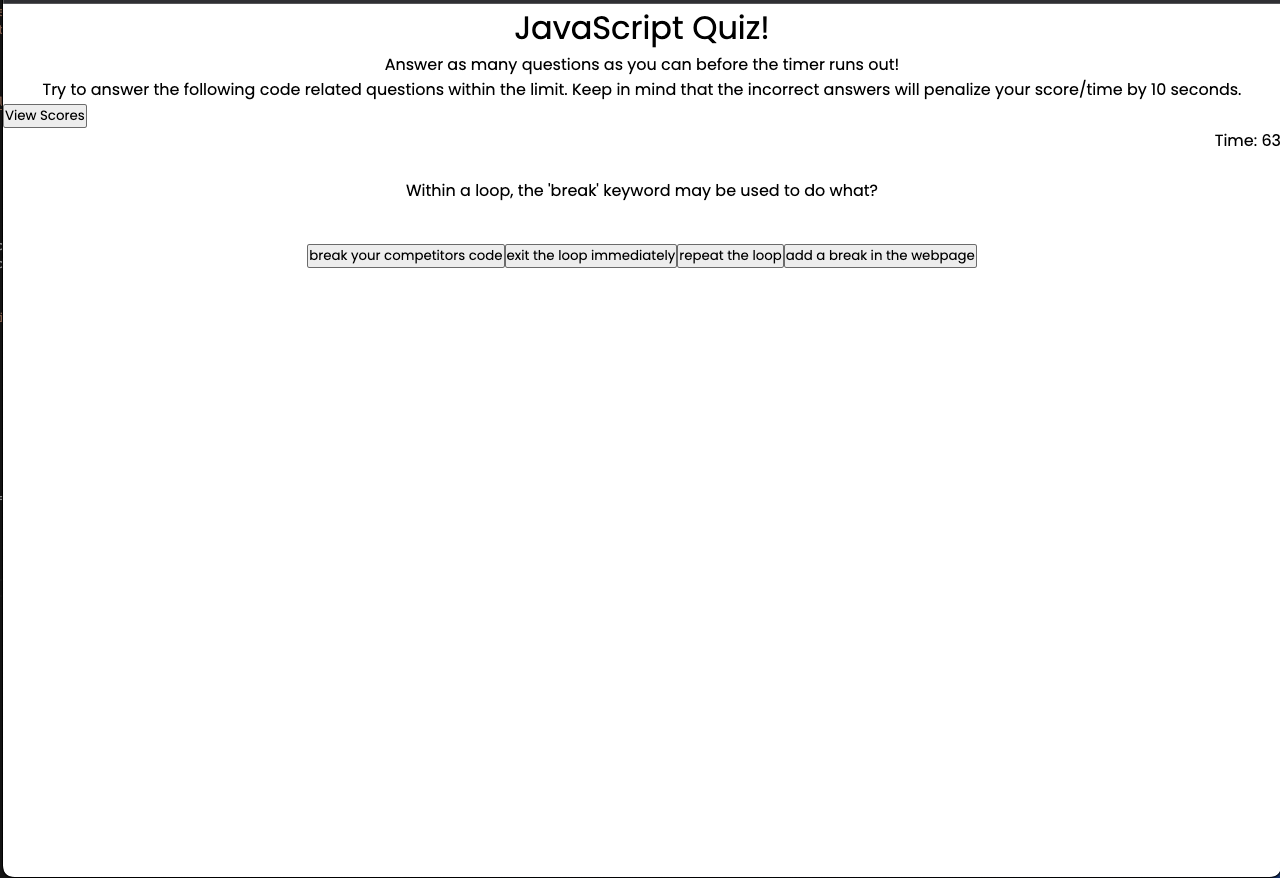 JavaScript Quiz!
Answer as many questions as you can before the timer runs out!
Try to answer the following code related questions within the limit. Keep in mind that the incorrect answers will penalize your score/time by 10 seconds.
View Scores
Time: 63
Within a loop, the 'break' keyword may be used to do what?
break your competitors code exit the loop immediately repeat the loop add a break in the webpage